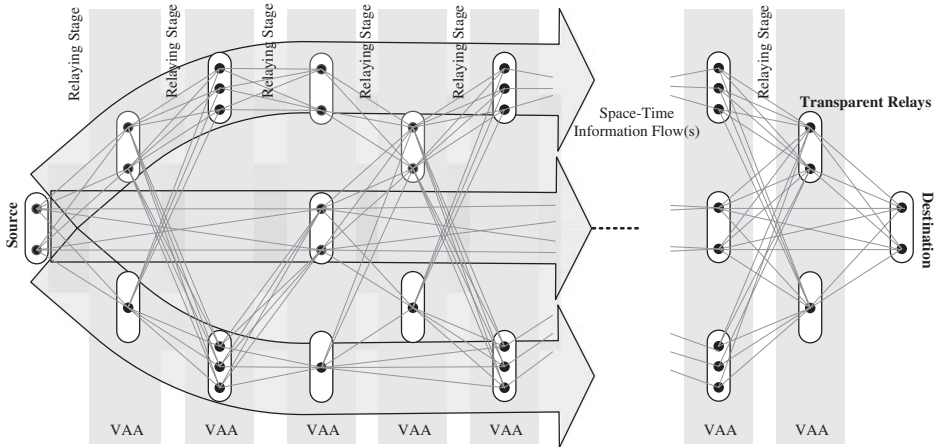 Relaying Stage
Relaying Stage
Relaying Stage
Relaying Stage
Relaying Stage
Relaying Stage
Transparent Relays
Space-Time
Information Flow(s)
Source
Destination
VAA
VAA
VAA
VAA
VAA
VAA
VAA